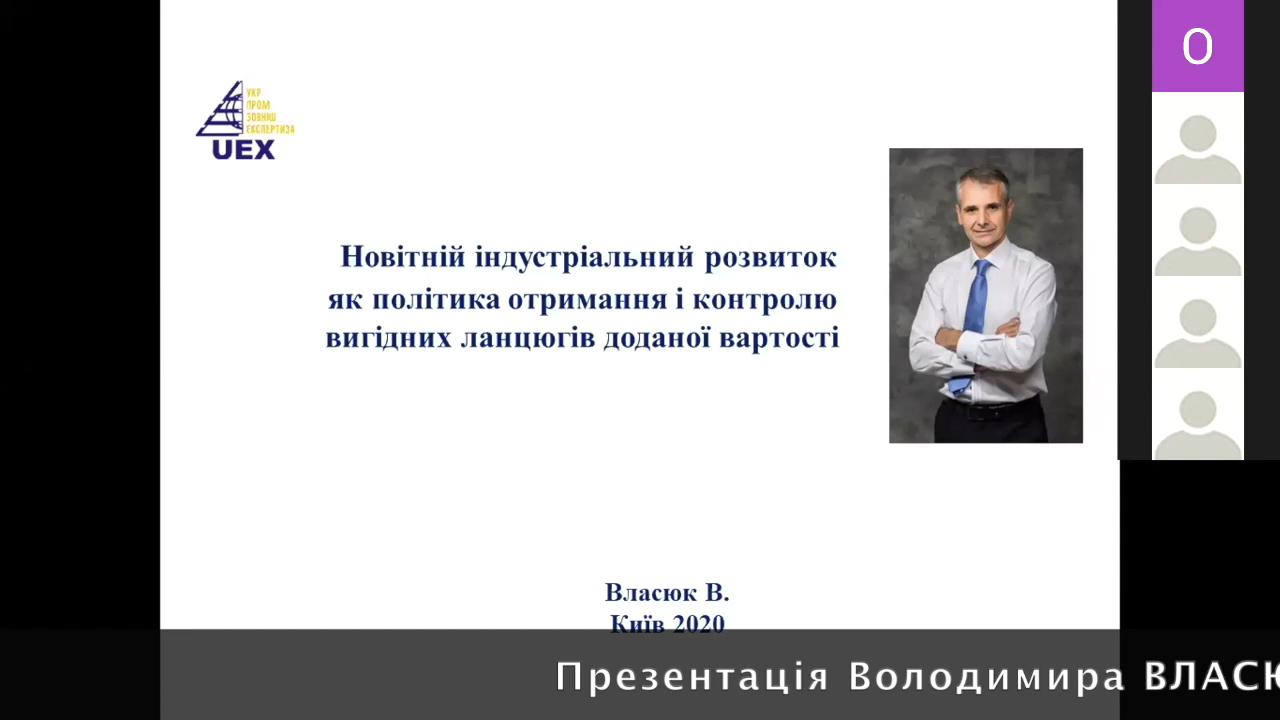 УКР
ПРОМ
ЗОВНІШ
ЕКСПЕРТИЗА
UEX
Новітній індустріальний розвиток
як політика отримання і контролю
вигідних ланцюгів доданої вартості
Власюк В.
Київ 2020
Презентація Володимира ВЛАСЮ
O